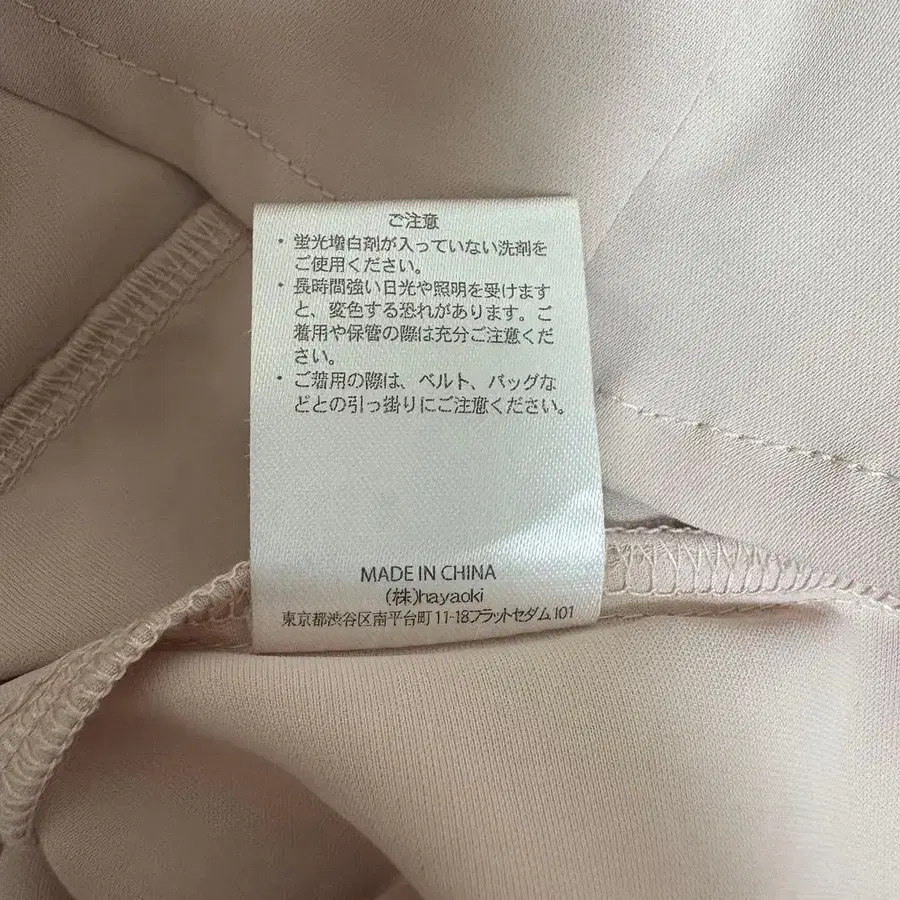 ご注意
・蛍光増白剤が入っていない洗剤を
ご使用ください。
・長時間強い日光や照明を受けます
と、変色する恐れがあります。ご
着用や保管の際は充分ご注意くだ
さい。
・ご着用の際は、ベルト、バッグな
どとの引っ掛りにご注意ください。
MADE IN CHINA
(株)hayaoki
東京都渋谷区南平台町11-18フラットセダム101